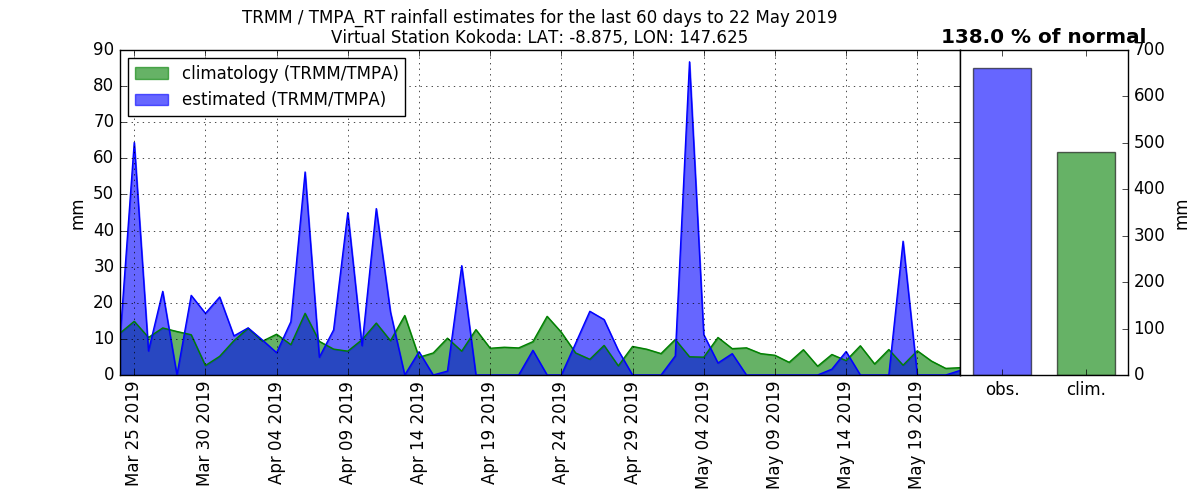 TRMM / TMPA_RT rainfall estimates for the last 60 days to 22 May 2019
Virtual Station Kokoda: LAT: -8.875, LON: 147.625
138.0 % of normal
climatology (TRMM/TMPA)
estimated (TRMM/TMPA)
mm
90
80
70
60
50
40
30
20
10
0
Mar 25 2019
Mar 30 2019
Apr 04 2019
Apr 09 2019
Apr 14 2019
Apr 19 2019
Apr 24 2019
Apr 29 2019
May 04 2019
May 09 2019
May 14 2019
May 19 2019
700
600
500
400
300
200
100
0
mm
obs.
clim.